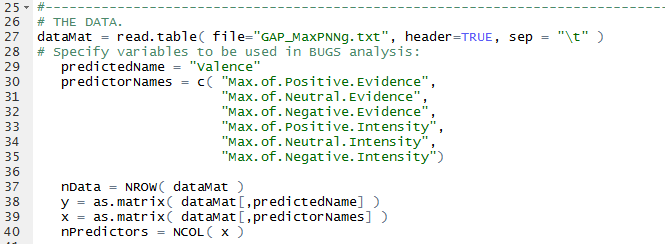 25 #------------------------------------------------------------------------------
26 # THE DATA.
27 dataMat = read.table( file="GAP_MaxPNNg.txt", header=TRUE, sep = "\t" )
28 # Specify variables to be used in BUGS analysis:
29 predictedName = "Valence"
30 predictorNames = c( "Max.of.Positive.Evidence",
31 "Max.of.Neutral.Evidence",
32 "Max.of.Negative.Evidence",
33 "Max.of.Positive.Intensity",
34 "Max.of.Neutral.Intensity",
35 "Max.of.Negative.Intensity")
36
37 nData = NROW( dataMat )
38 y = as.matrix( dataMat[,predictedName] )
39 x = as.matrix( dataMat[,predictorNames] )
40 nPredictors = NCOL( x )